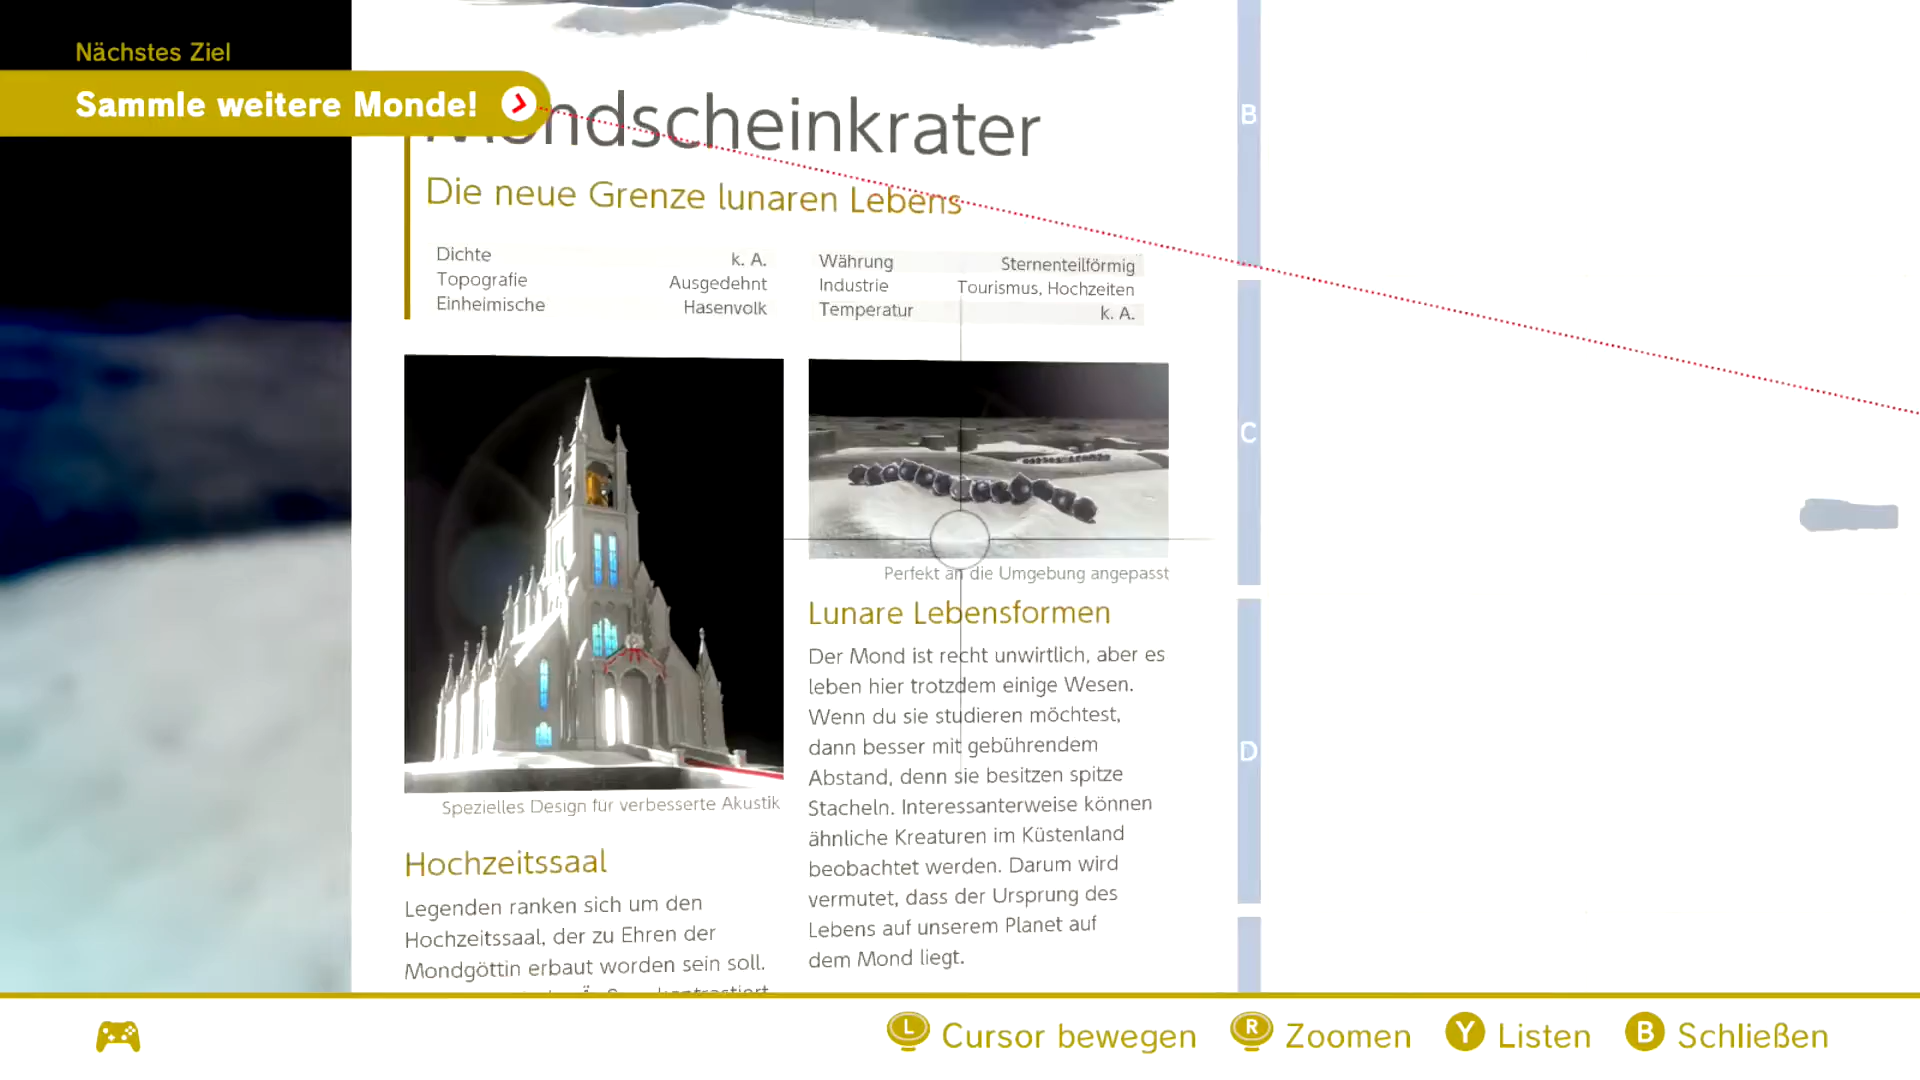 Nächstes Ziel
Sammle weitere Monde!
ndscheinkrater
Die neue Grenze lunaren Lebens
Dichte k. A.
Topografie Ausgedehnt
Einheimische Hasenvolk
Währung Sternenteilförmig
Industrie Tourismus, Hochzeiten
Temperatur k. A.
Spezielles Design für verbesserte Akustik
Hochzeitssaal
Legenden ranken sich um den
Hochzeitssaal, der zu Ehren der
Mondgöttin erbaut worden sein soll.
Perfekt an die Umgebung angepasst
Lunare Lebensformen
Der Mond ist recht unwirtlich, aber es
leben hier trotzdem einige Wesen.
Wenn du sie studieren möchtest,
dann besser mit gebührendem
Abstand, denn sie besitzen spitze
Stacheln. Interessanterweise können
ähnliche Kreaturen im Küstenland
beobachtet werden. Darum wird
vermutet, dass der Ursprung des
Lebens auf unserem Planet auf
dem Mond liegt.
B
C
D
L Cursor bewegen
R Zoomen
Y Listen
B Schließen